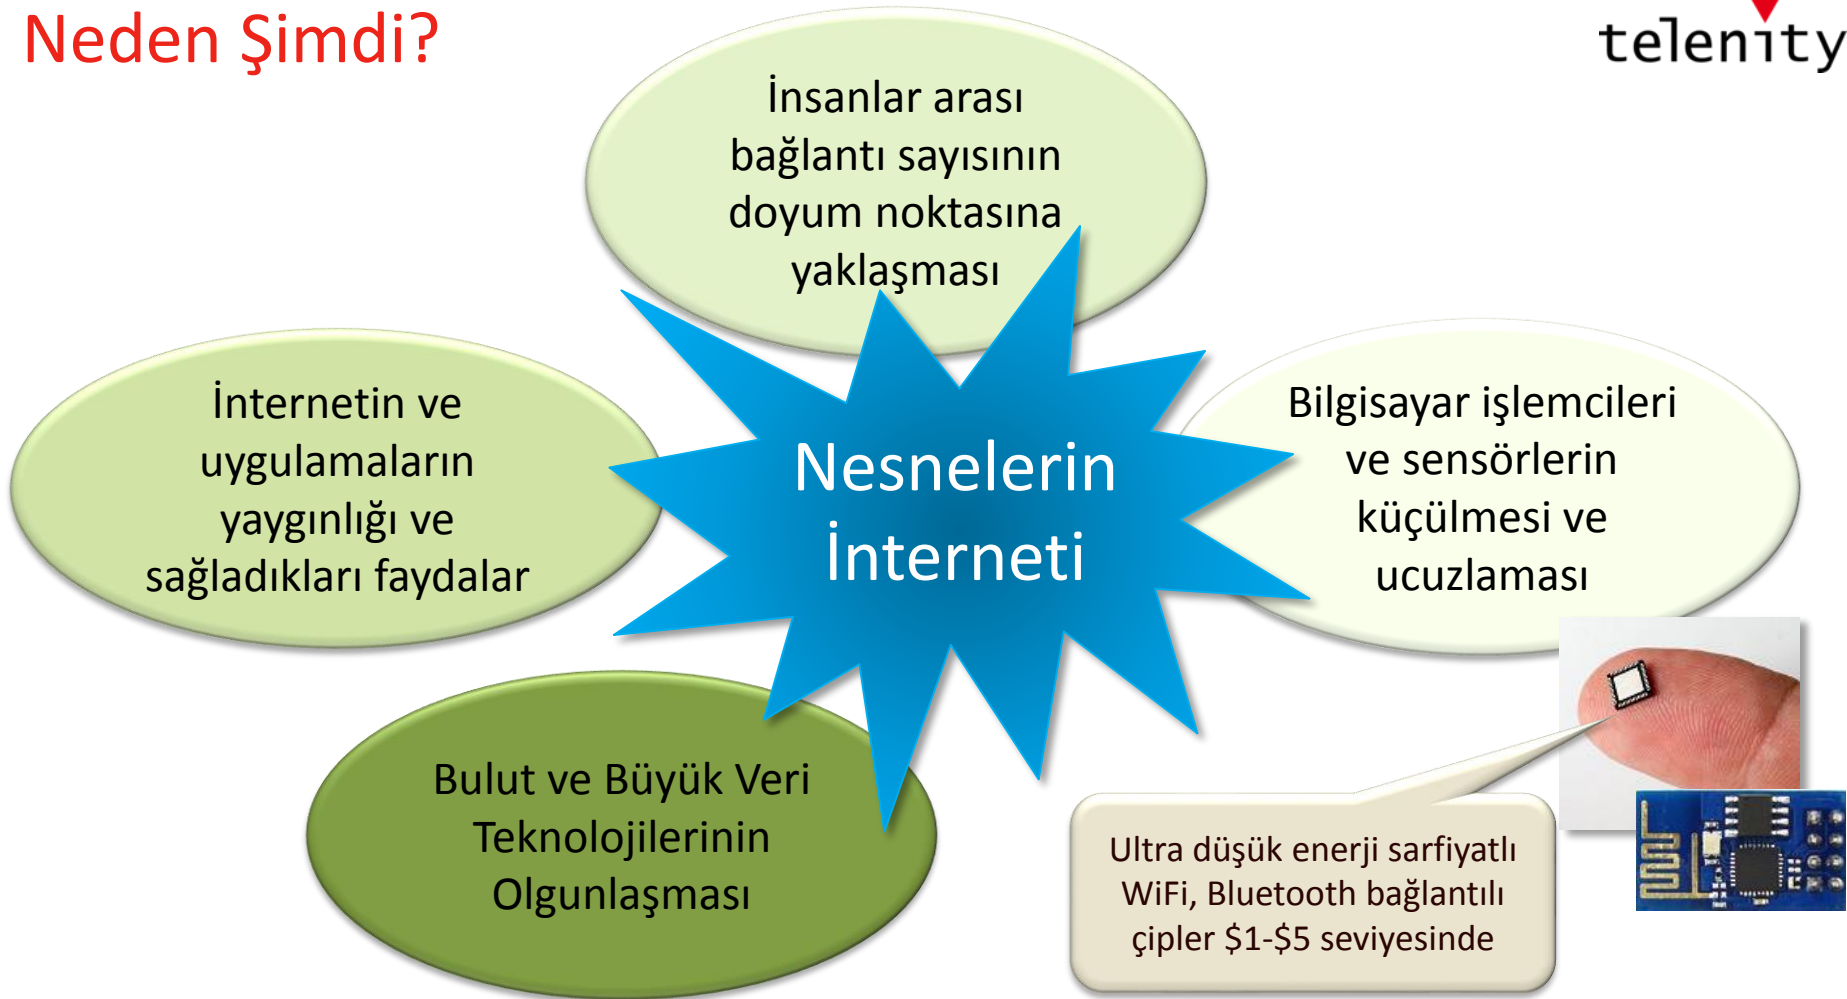 Neden Şimdi?
telenity
İnsanlar arası
bağlantı sayısının
doyum noktasına
yaklaşması
İnternetin ve
uygulamaların
yaygınlığı ve
sağladıkları faydalar
Nesnelerin
İnterneti
Bilgisayar işlemcileri
ve sensörlerin
küçülmesi ve
ucuzlaması
Bulut ve Büyük Veri
Teknolojilerinin
Olgunlaşması
Ultra düşük enerji sarfiyatlı
WiFi, Bluetooth bağlantılı
çipler $1-$5 seviyesinde